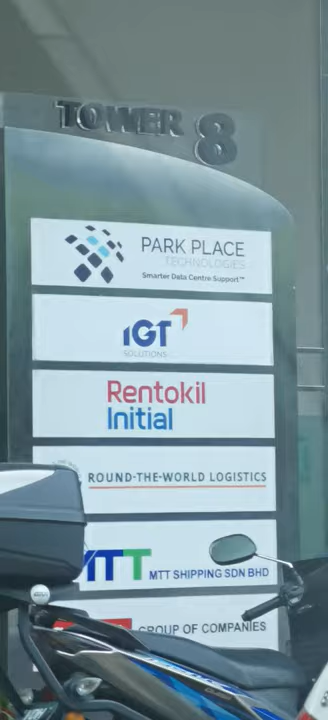 TOWER 8
PARK PLACE
TECHNOLOGIES
Smarter Data Centre Support™
IGT
SOLUTIONS
Rentokil
Initial
ROUND-THE-WORLD LOGISTICS
MTT MTT SHIPPING SDN BHD
GROUP OF COMPANIES